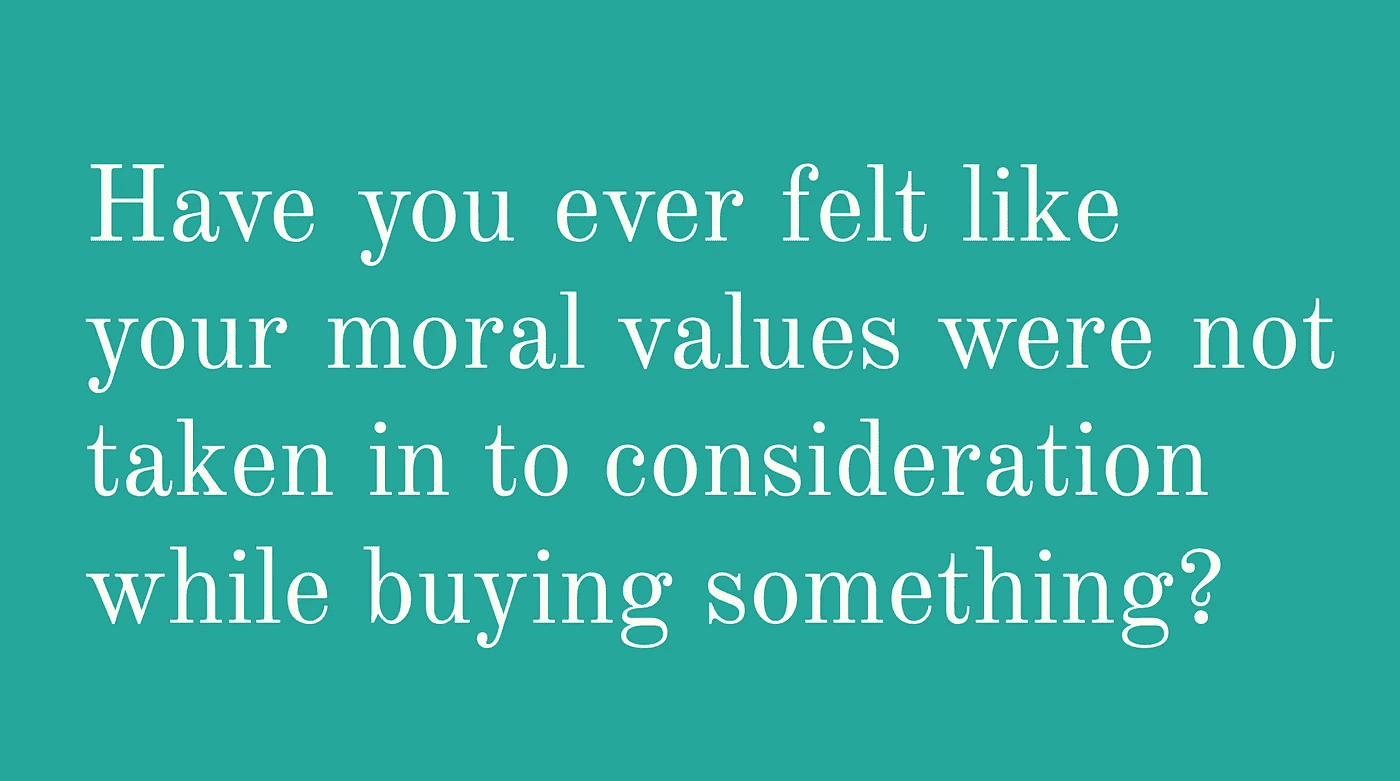 Have you ever felt like
your moral values were not
taken in to consideration
while buying something?